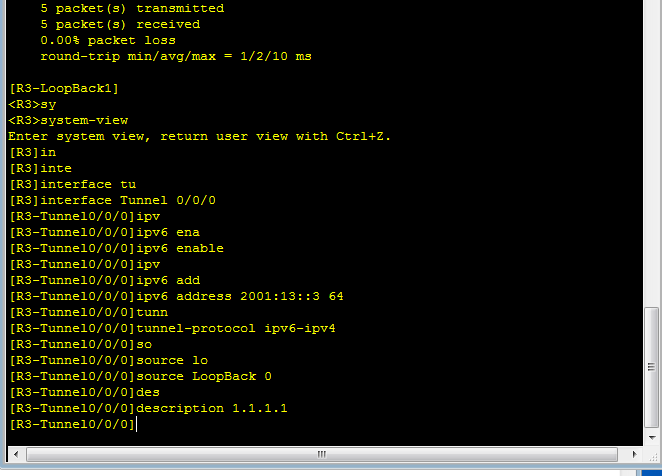 5 packet(s) transmitted
5 packet(s) received
0.00% packet loss
round-trip min/avg/max = 1/2/10 ms
[R3-LoopBack1]
<R3>sy
<R3>system-view
Enter system view, return user view with Ctrl+Z.
[R3]in
[R3]inte
[R3]interface tu
[R3]interface Tunnel 0/0/0
[R3-Tunnel0/0/0]ipv
[R3-Tunnel0/0/0]ipv6 ena
[R3-Tunnel0/0/0]ipv6 enable
[R3-Tunnel0/0/0]ipv
[R3-Tunnel0/0/0]ipv6 add
[R3-Tunnel0/0/0]ipv6 address 2001:13::3 64
[R3-Tunnel0/0/0]tunn
[R3-Tunnel0/0/0]tunnel-protocol ipv6-ipv4
[R3-Tunnel0/0/0]so
[R3-Tunnel0/0/0]source lo
[R3-Tunnel0/0/0]source LoopBack 0
[R3-Tunnel0/0/0]des
[R3-Tunnel0/0/0]description 1.1.1.1
[R3-Tunnel0/0/0]